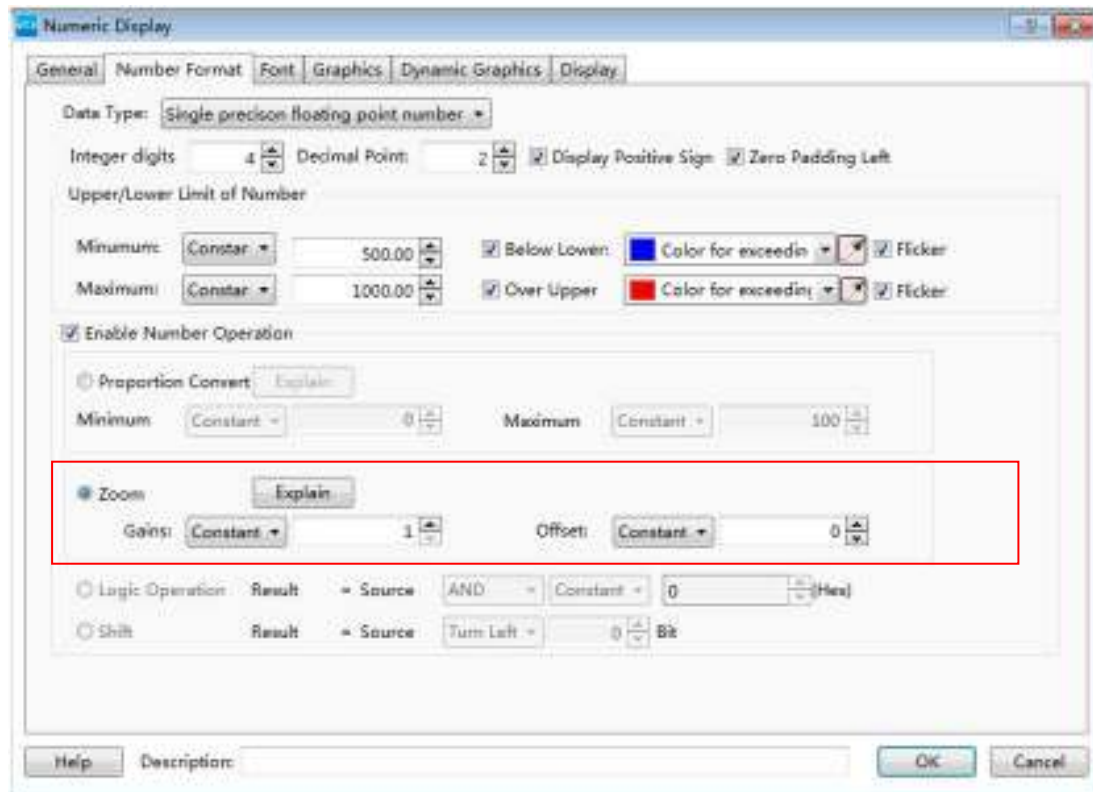 Numeric Display
General Number Format Font Graphics Dynamic Graphics Display
Data Type: Single precison floating point number
Integer digits 4 Decimal Point: 2 Display Positive Sign Zero Padding Left
Upper/Lower Limit of Number
Minumum: Constar 500.00 Below Lower: Color for exceedin Flicker
Maximum: Constar 1000.00 Over Upper Color for exceeding Flicker
Enable Number Operation
Proportion Convert Explain
Minimum Constant 0 Maximum Constant 100
Zoom Explain
Gains: Constant 1 Offset: Constant 0
Logic Operation Result = Source AND Constant 0 (Hex)
Shift Result = Source Turn Left 0 Bit
Help Description: OK Cancel